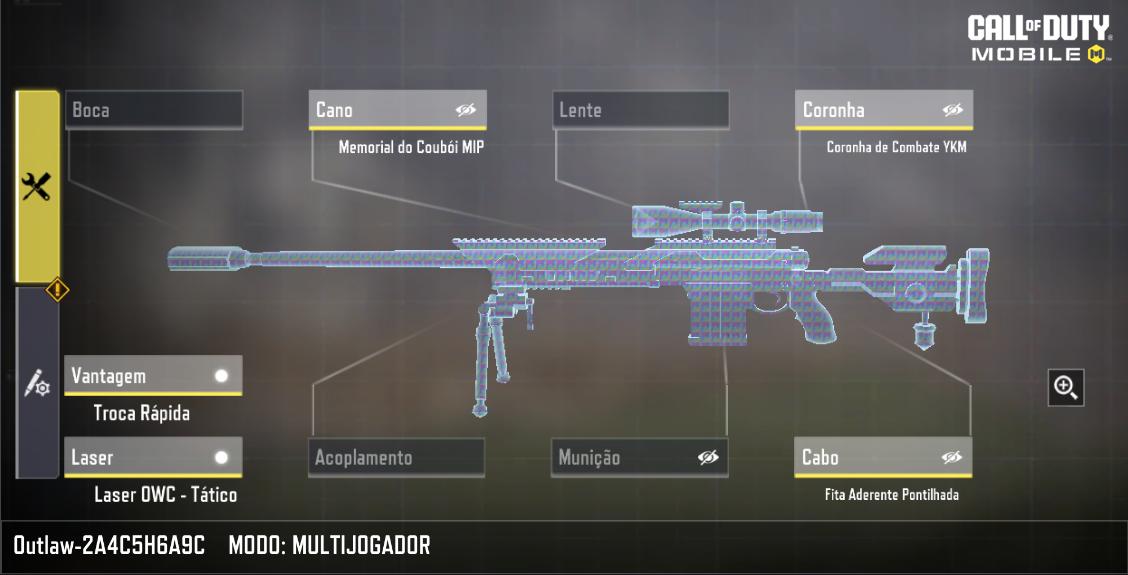 CALL OF DUTY
MOBILE
Boca
Cano
Lente
Coronha
Memorial do Coubói MIP
Coronha de Combate YKM
Vantagem
Troca Rápida
Laser
Acoplamento
Munição
Cabo
Laser OWC - Tático
Fita Aderente Pontilhada
Outlaw-2A4C5H6A9C MODO: MULTIJOGADOR